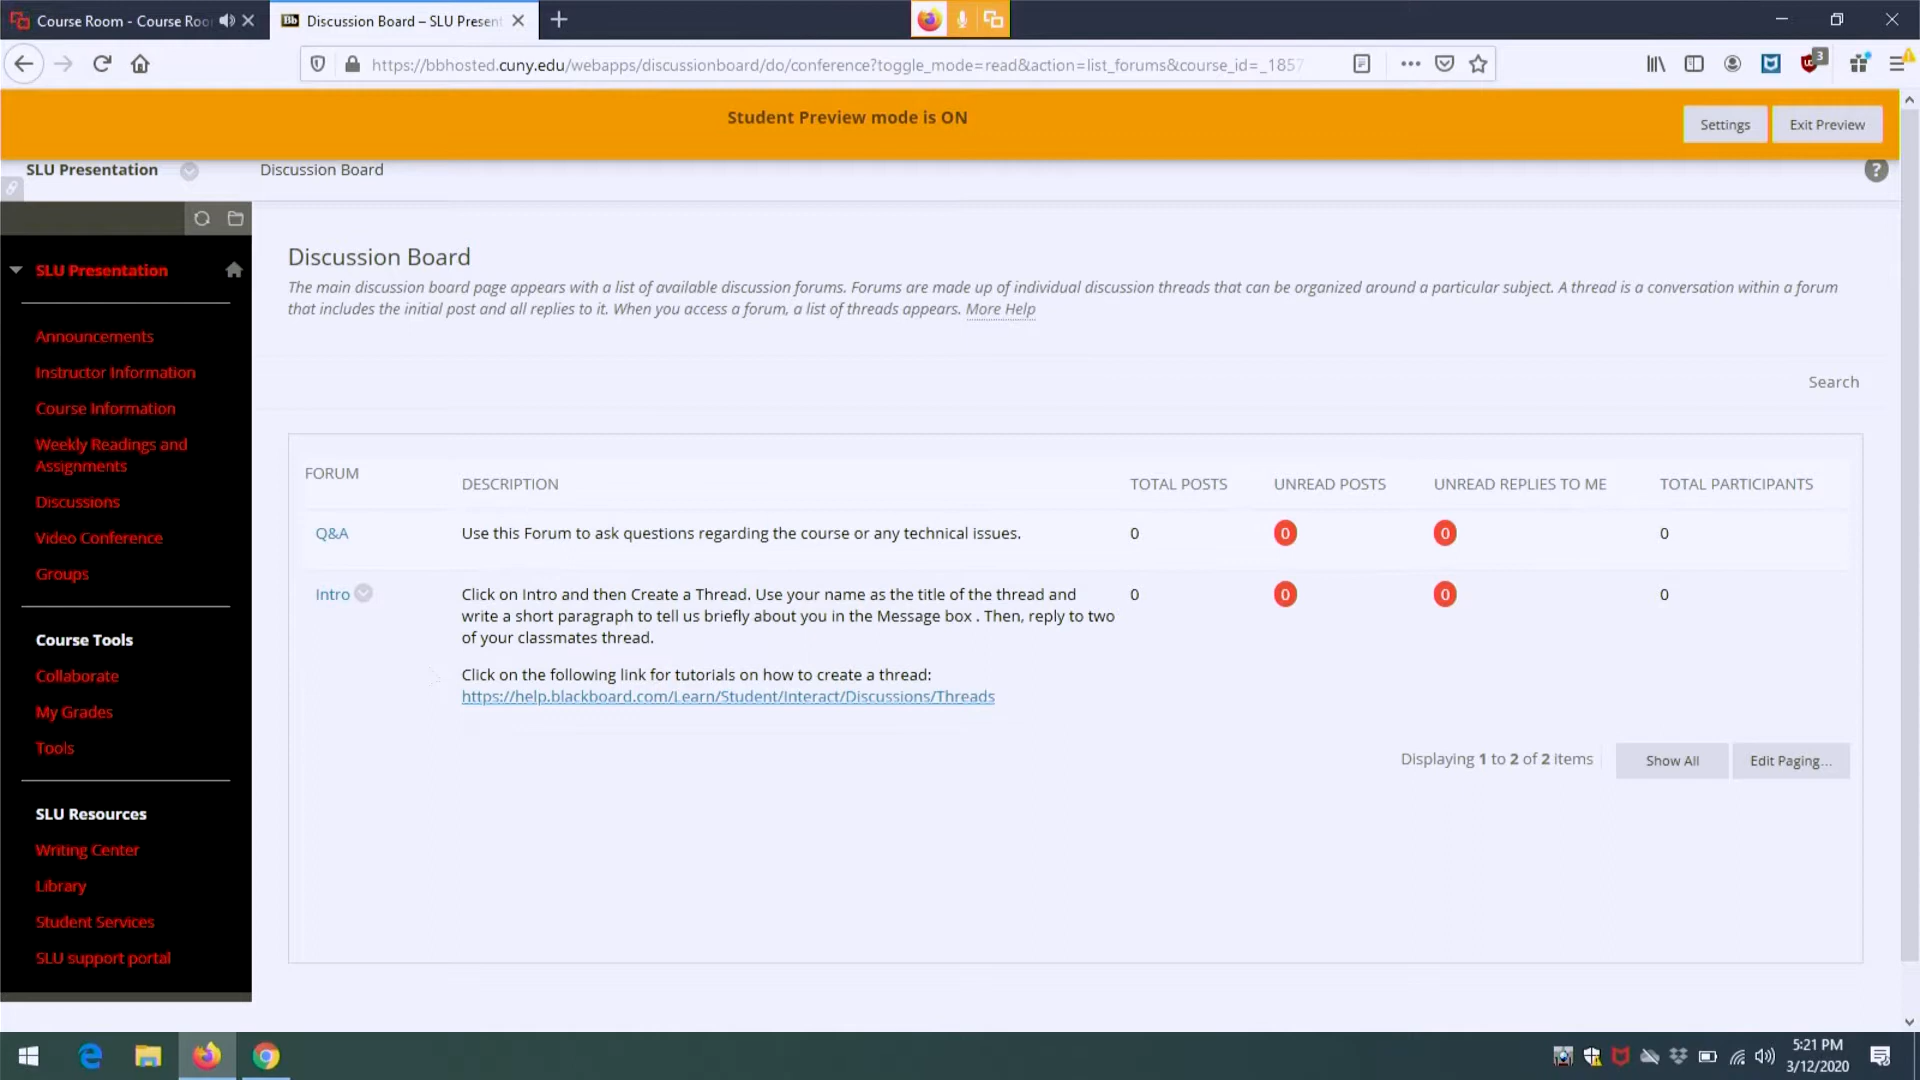 Course Room - Course Roo
Bb Discussion Board – SLU Present
https://bbhosted.cuny.edu/webapps/discussionboard/do/conference?toggle_mode=read&action=list_forums&course_id=_1857
3
Student Preview mode is ON
Settings
Exit Preview
SLU Presentation
Discussion Board
?
SLU Presentation
Announcements
Instructor Information
Course Information
Weekly Readings and
Assignments
Discussions
Video Conference
Groups
Course Tools
Collaborate
My Grades
Tools
SLU Resources
Writing Center
Library
Student Services
SLU support portal
Discussion Board
The main discussion board page appears with a list of available discussion forums. Forums are made up of individual discussion threads that can be organized around a particular subject. A thread is a conversation within a forum
that includes the initial post and all replies to it. When you access a forum, a list of threads appears. More Help
Search
FORUM DESCRIPTION TOTAL POSTS UNREAD POSTS UNREAD REPLIES TO ME TOTAL PARTICIPANTS
Q&A Use this Forum to ask questions regarding the course or any technical issues. 0 0 0 0
Intro Click on Intro and then Create a Thread. Use your name as the title of the thread and 0 0 0 0
write a short paragraph to tell us briefly about you in the Message box . Then, reply to two
of your classmates thread.
Click on the following link for tutorials on how to create a thread:
https://help.blackboard.com/Learn/Student/Interact/Discussions/Threads
Displaying 1 to 2 of 2 items
Show All
Edit Paging...
5:21 PM
3/12/2020